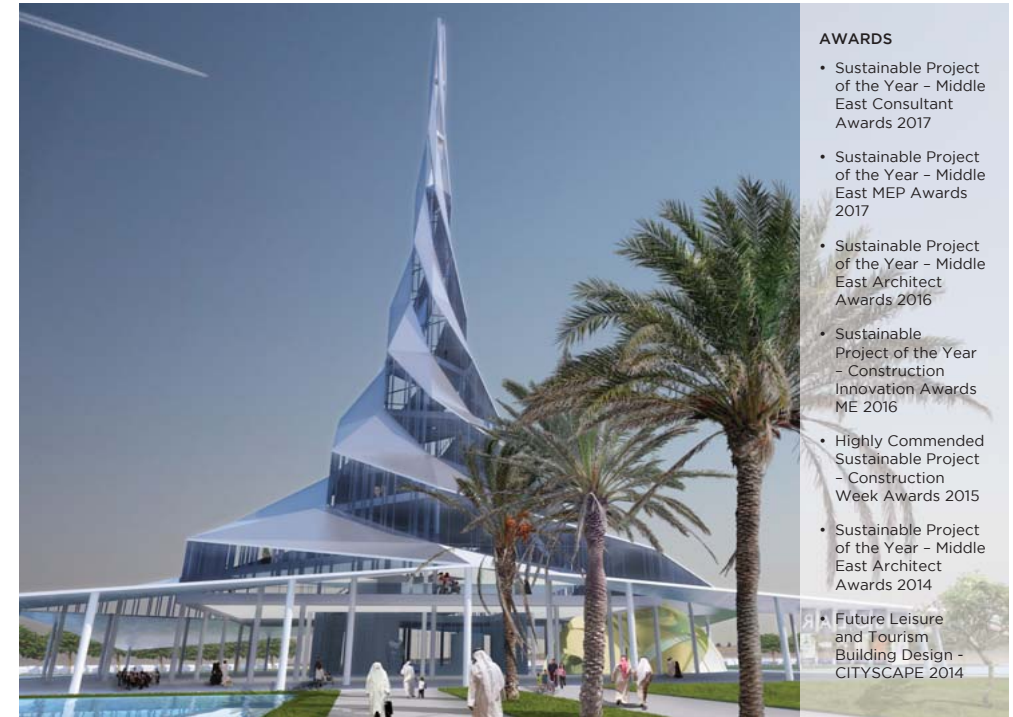 AWARDS
• Sustainable Project
of the Year – Middle
East Consultant
Awards 2017
• Sustainable Project
of the Year – Middle
East MEP Awards
2017
• Sustainable Project
of the Year – Middle
East Architect
Awards 2016
• Sustainable
Project of the Year
– Construction
Innovation Awards
ME 2016
• Highly Commended
Sustainable Project
– Construction
Week Awards 2015
• Sustainable Project
of the Year – Middle
East Architect
Awards 2014
• Future Leisure
and Tourism
Building Design -
CITYSCAPE 2014